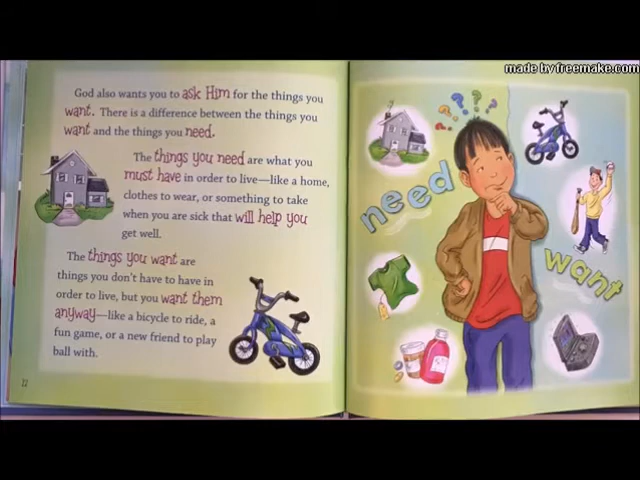 made by freemake.com
God also wants you to ask Him for the things you
want. There is a difference between the things you
want and the things you need.
The things you need are what you
must have in order to live—like a home,
clothes to wear, or something to take
when you are sick that will help you
get well.
The things you want are
things you don't have to have in
order to live, but you want them
anyway—like a bicycle to ride, a
fun game, or a new friend to play
ball with.
12
? ? ? ? ?
need
want